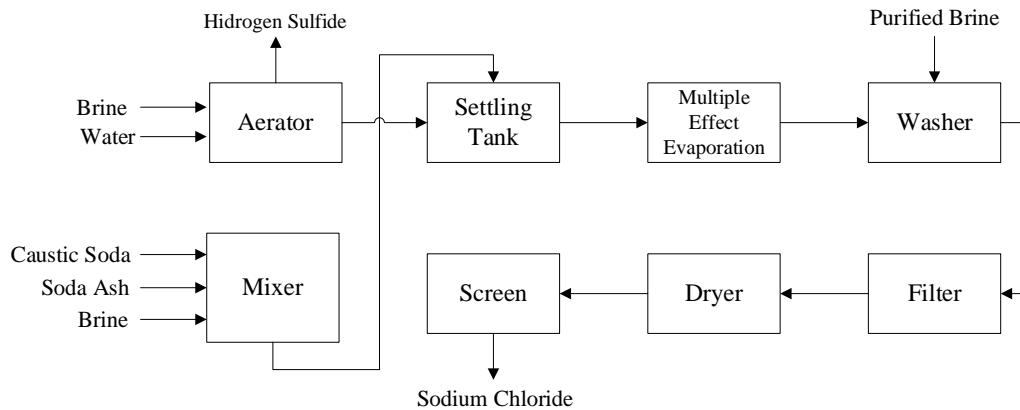 Hidrogen Sulfide
Purified Brine
Brine
Water
Aerator
Settling
Tank
Multiple
Effect
Evaporation
Washer
Caustic Soda
Soda Ash
Brine
Mixer
Screen
Dryer
Filter
Sodium Chloride